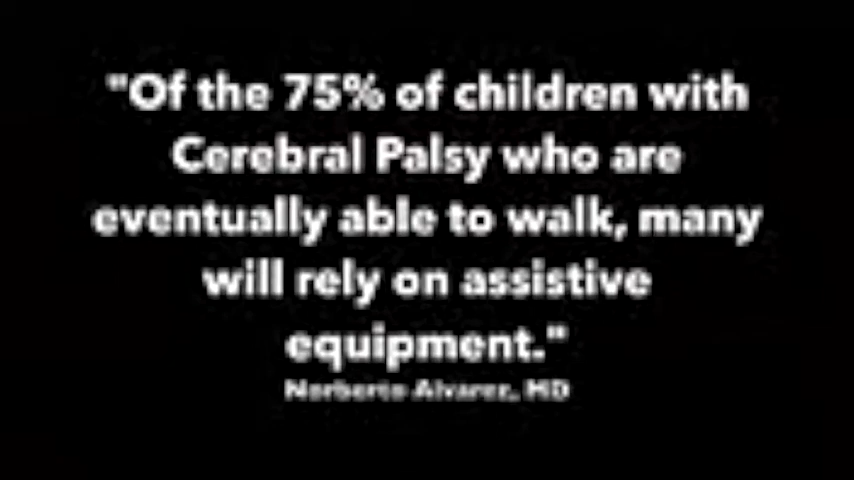 "Of the 75% of children with
Cerebral Palsy who are
eventually able to walk, many
will rely on assistive
equipment."
Norberto Alvarez, MD